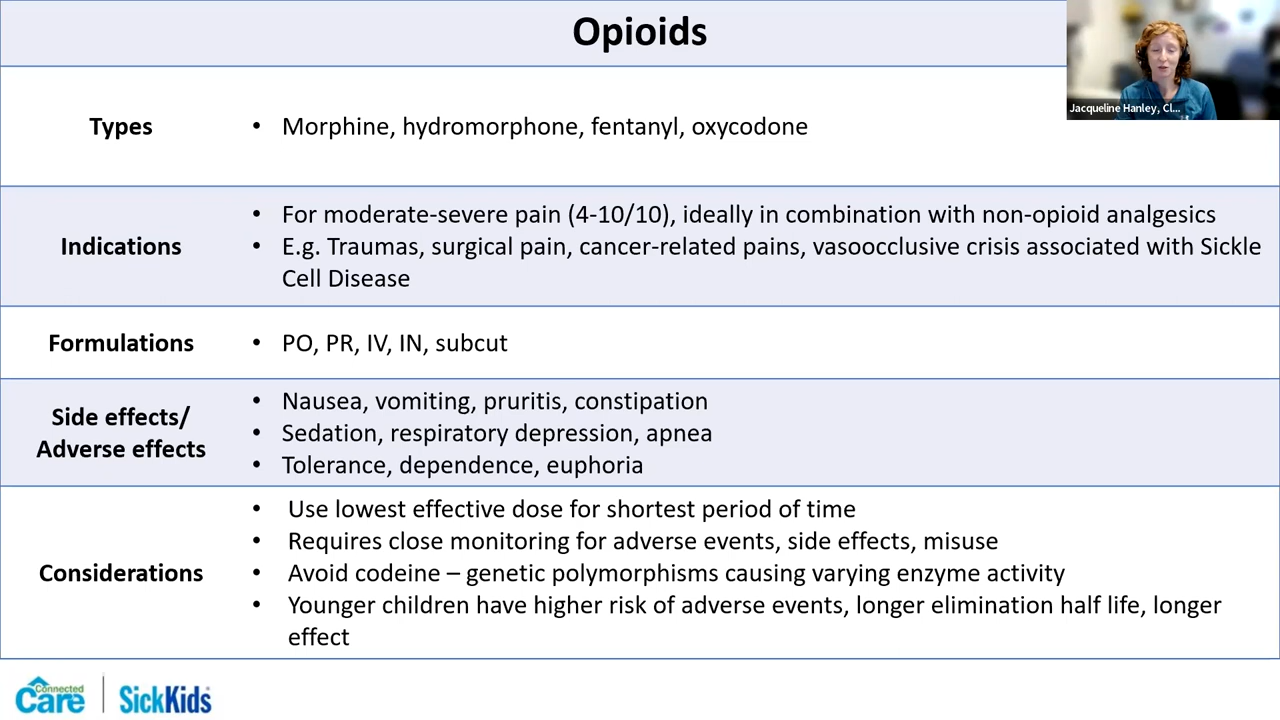 Opioids
Jacqueline Hanley, Cl...
Types
• Morphine, hydromorphone, fentanyl, oxycodone
Indications
• For moderate-severe pain (4-10/10), ideally in combination with non-opioid analgesics
• E.g. Traumas, surgical pain, cancer-related pains, vasoocclusive crisis associated with Sickle
Cell Disease
Formulations
• PO, PR, IV, IN, subcut
Side effects/
Adverse effects
• Nausea, vomiting, pruritis, constipation
• Sedation, respiratory depression, apnea
• Tolerance, dependence, euphoria
Considerations
• Use lowest effective dose for shortest period of time
• Requires close monitoring for adverse events, side effects, misuse
• Avoid codeine – genetic polymorphisms causing varying enzyme activity
• Younger children have higher risk of adverse events, longer elimination half life, longer
effect
Connected
Care
SickKids